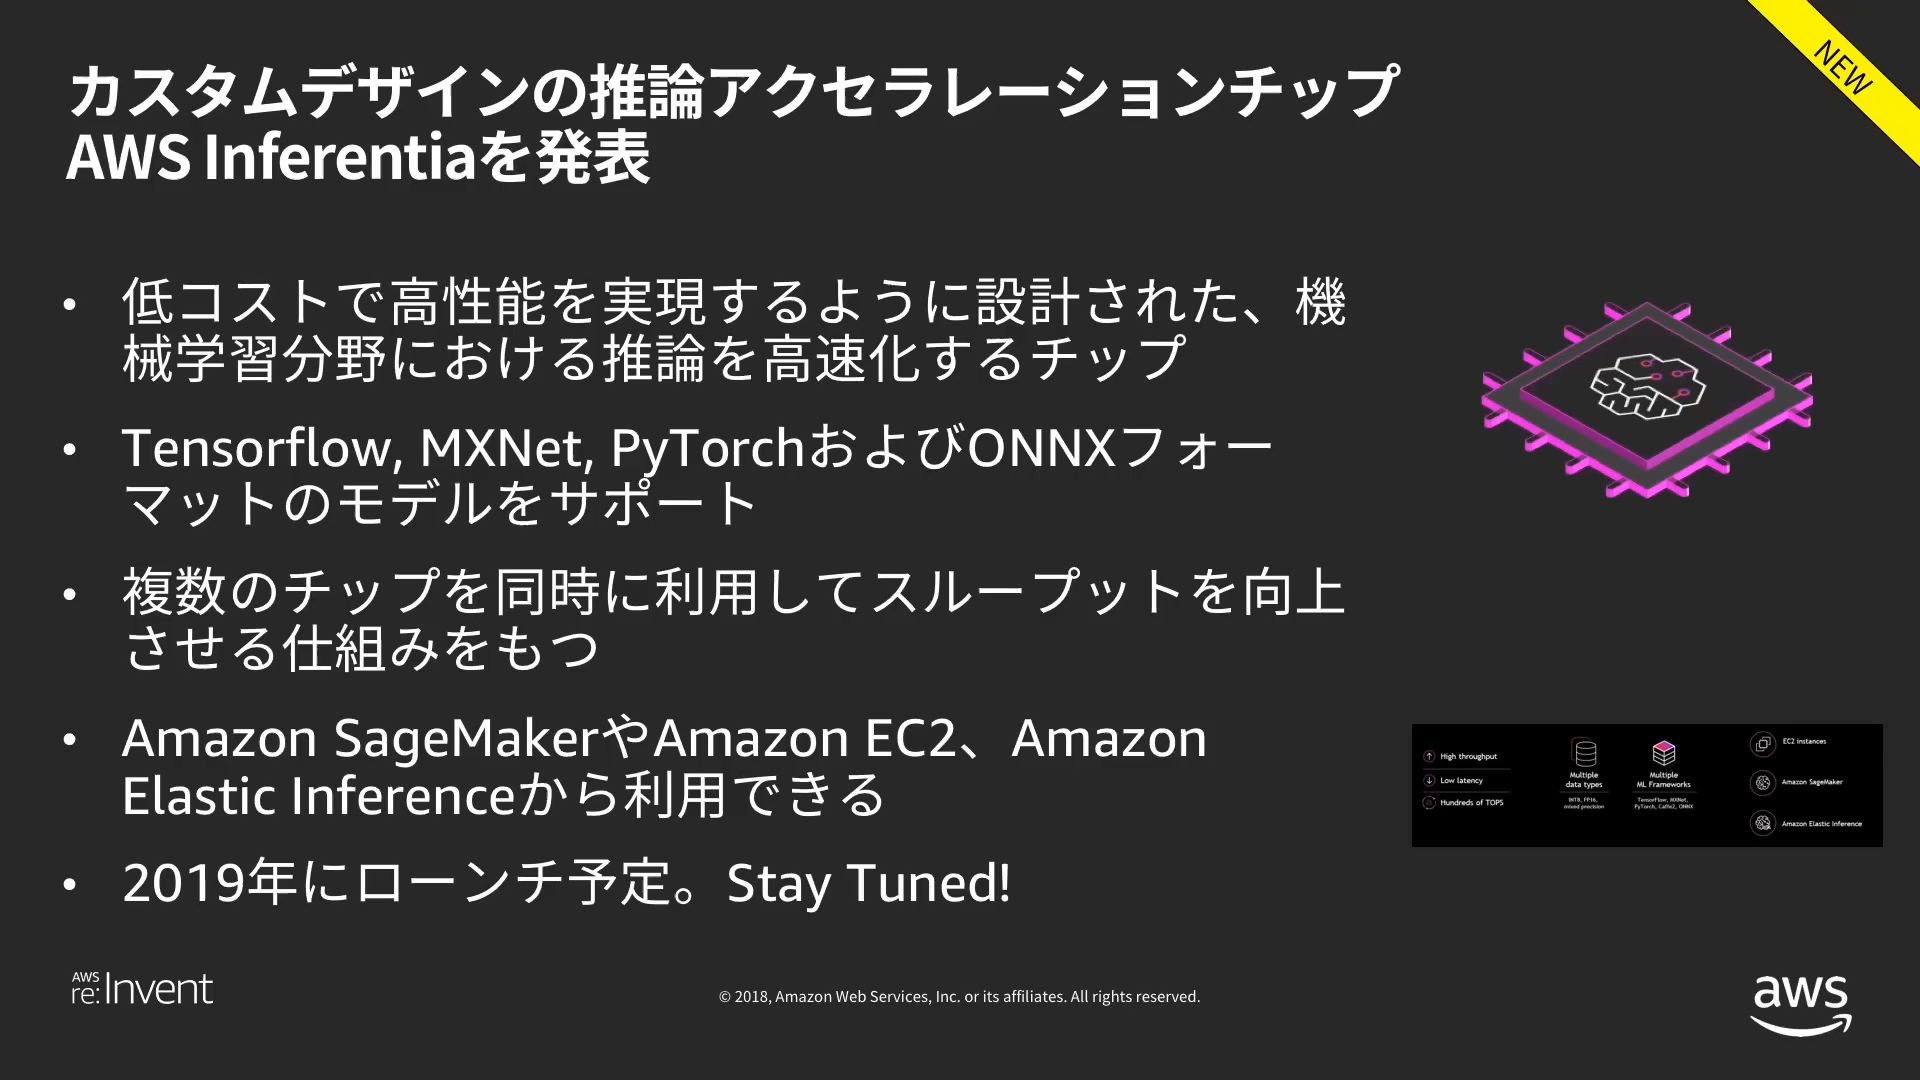 カスタムデザインの推論アクセラレーションチップ
AWS Inferentiaを発表
NEW
• 低コストで高性能を実現するように設計された、機
械学習分野における推論を高速化するチップ
• Tensorflow, MXNet, PyTorchおよびONNXフォー
マットのモデルをサポート
• 複数のチップを同時に利用してスループットを向上
させる仕組みをもつ
• Amazon SageMakerやAmazon EC2、Amazon
Elastic Inferenceから利用できる
• 2019年にローンチ予定。Stay Tuned!
High throughput
Low latency
Hundreds of TOPS
Multiple
data types
INT8, FP16,
mixed precision
Multiple
ML Frameworks
TensorFlow, MXNet,
PyTorch, Caffe2, ONNX
EC2 instances
Amazon SageMaker
Amazon Elastic Inference
AWS
re:Invent
© 2018, Amazon Web Services, Inc. or its affiliates. All rights reserved.
aws